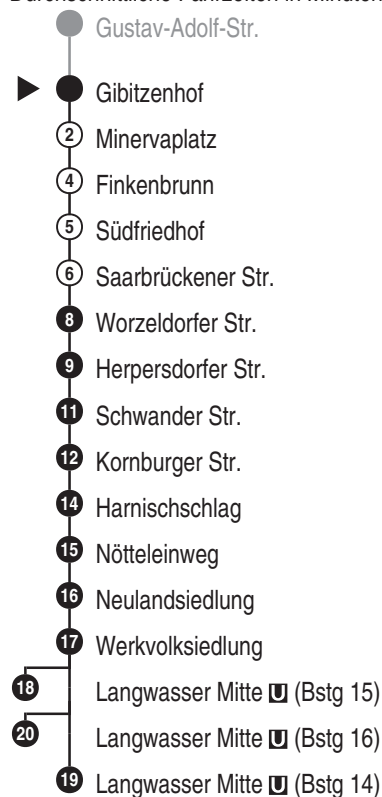 Durchschnittliche Fahrzeiten in Minuten
Gustav-Adolf-Str.
Gibitzenhof
2 Minervaplatz
4 Finkenbrunn
5 Südfriedhof
6 Saarbrückener Str.
8 Worzeldorfer Str.
9 Herpersdorfer Str.
11 Schwander Str.
12 Kornburger Str.
14 Harnischschlag
15 Nötteleinweg
16 Neulandsiedlung
17 Werkvolksiedlung
18 Langwasser Mitte U (Bstg 15)
20 Langwasser Mitte U (Bstg 16)
19 Langwasser Mitte U (Bstg 14)